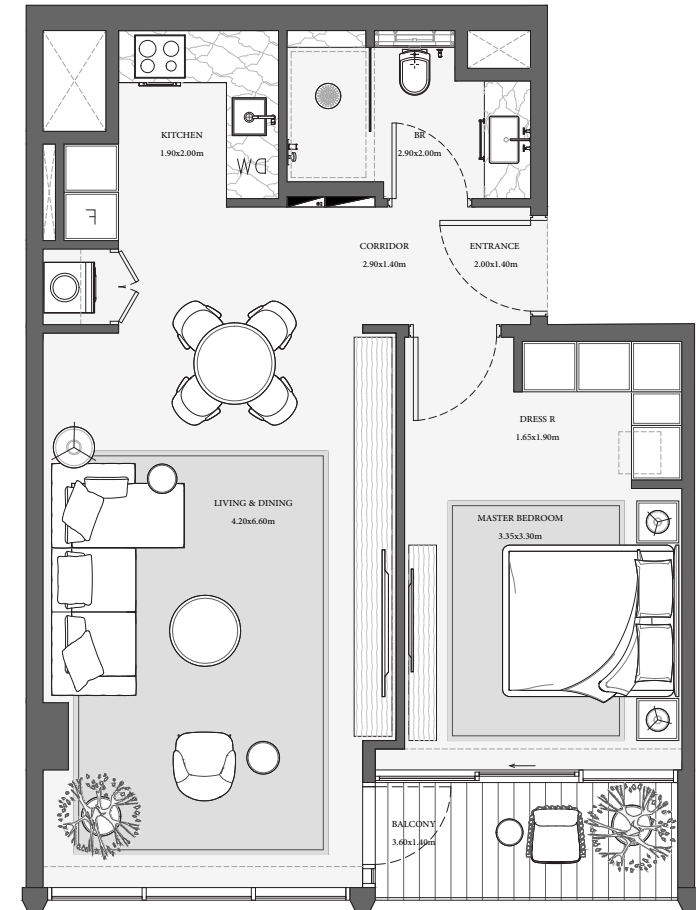 KITCHEN
1.90x2.00m
DW
BR
2.90x2.00m
F
CORRIDOR
2.90x1.40m
ENTRANCE
2.00x1.40m
DRESS R
1.65x1.90m
LIVING & DINING
4.20x6.60m
MASTER BEDROOM
3.35x3.30m
BALCONY
3.60x1.40m